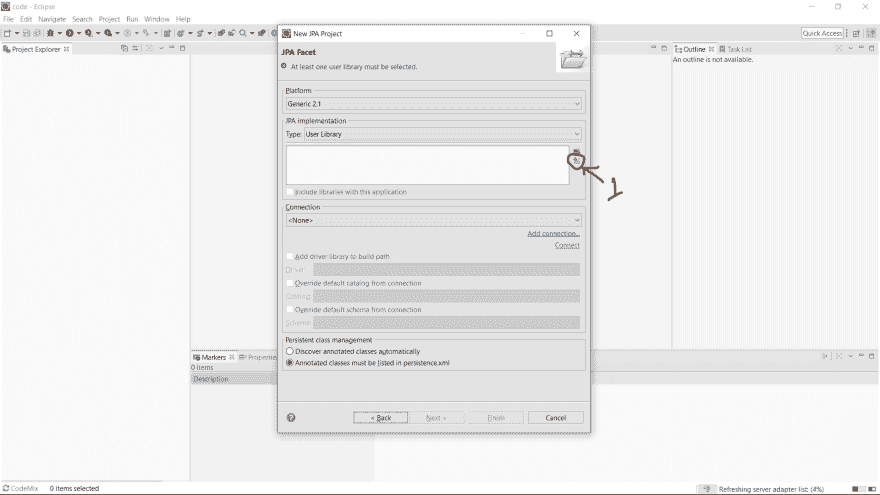 code - Eclipse
File Edit Navigate Search Project Run Window Help
Quick Access
Project Explorer
Outline Task List
An outline is not available.
New JPA Project
JPA Facet
At least one user library must be selected.
Platform
Generic 2.1
JPA implementation
Type: User Library
1
Include libraries with this application
Connection
<None>
Add connection...
Connect
Add driver library to build path
Driver:
Override default catalog from connection
Catalog:
Override default schema from connection
Schema:
Persistent class management
Discover annotated classes automatically
Annotated classes must be listed in persistence.xml
Markers Properties
0 items
Description
? < Back Next > Finish Cancel
CodeMix 0 items selected
Refreshing server adapter list: (4%)